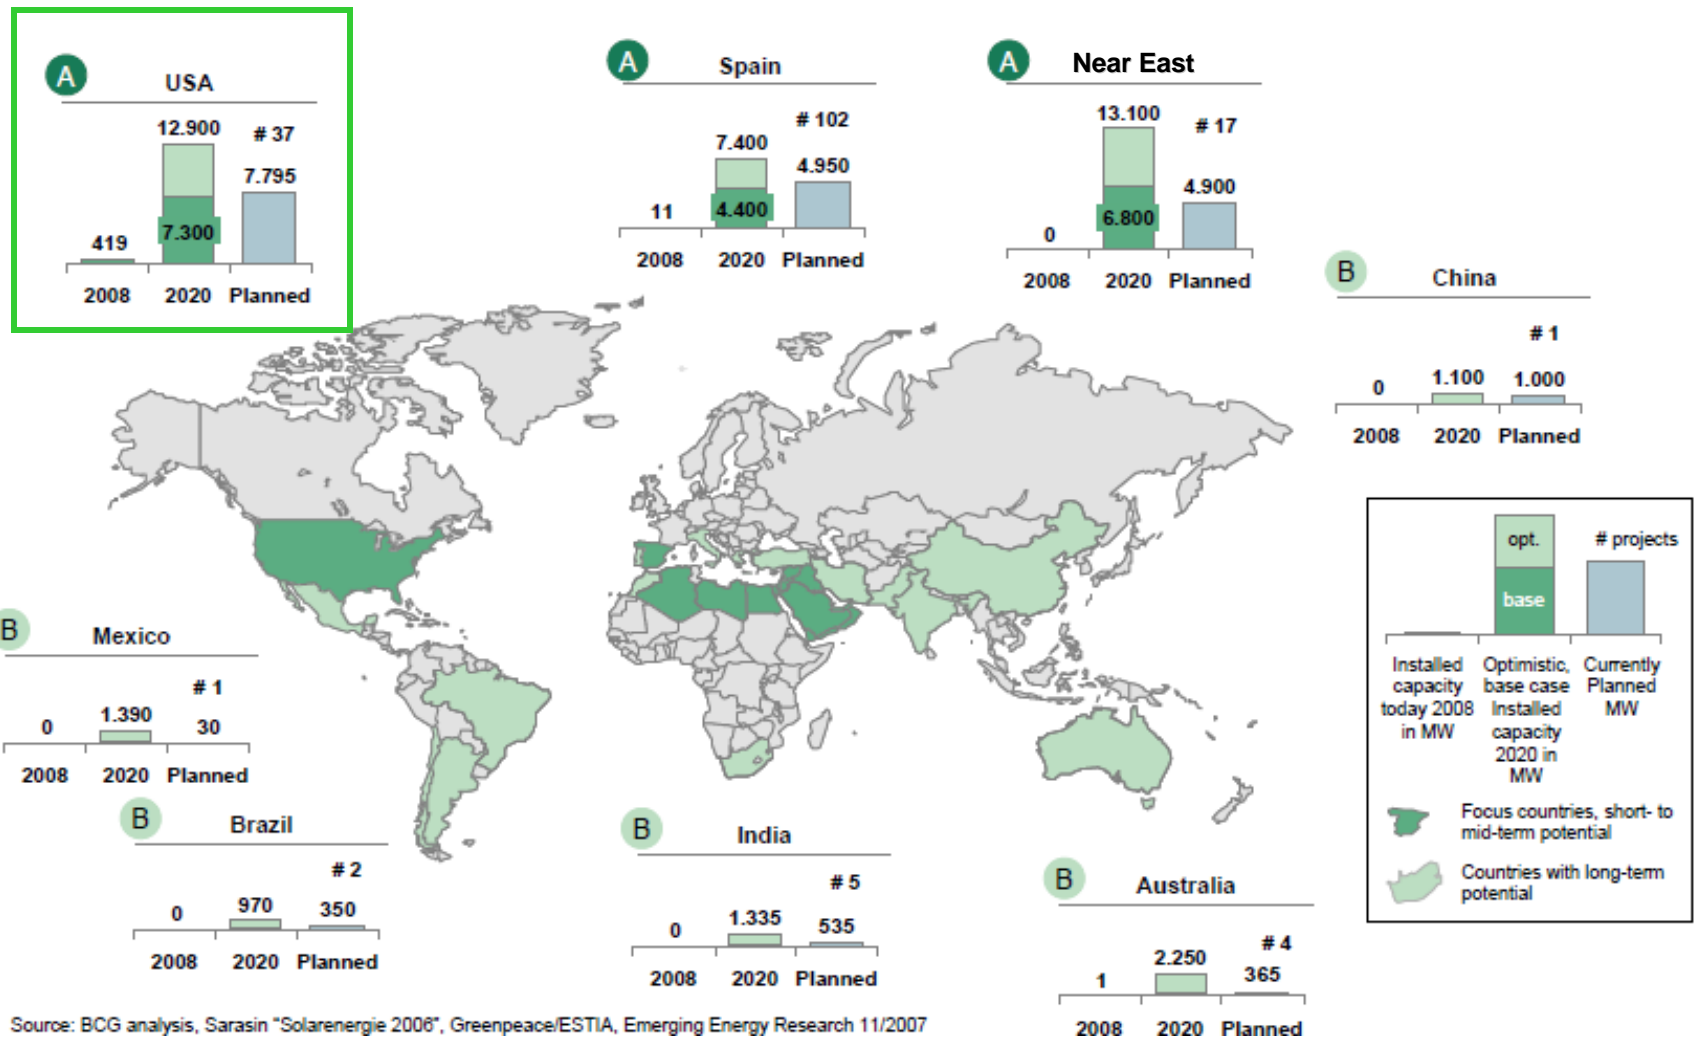 A
USA
12.900
# 37
7.795
7.300
419
2008 2020 Planned
A
Spain
# 102
7.400
4.950
4.400
11
2008 2020 Planned
A
Near East
13.100
# 17
4.900
6.800
0
2008 2020 Planned
B
China
# 1
0
1.100
1.000
2008 2020 Planned
opt.
# projects
base
Installed capacity today 2008 in MW
Optimistic, base case Installed capacity 2020 in MW
Currently Planned MW
Focus countries, short- to
mid-term potential
Countries with long-term
potential
B
Mexico
# 1
0
1.390
30
2008 2020 Planned
B
Brazil
# 2
0
970
350
2008 2020 Planned
B
India
# 5
0
1.335
535
2008 2020 Planned
B
Australia
# 4
1
2.250
365
2008 2020 Planned
Source: BCG analysis, Sarasin "Solarenergie 2006", Greenpeace/ESTIA, Emerging Energy Research 11/2007